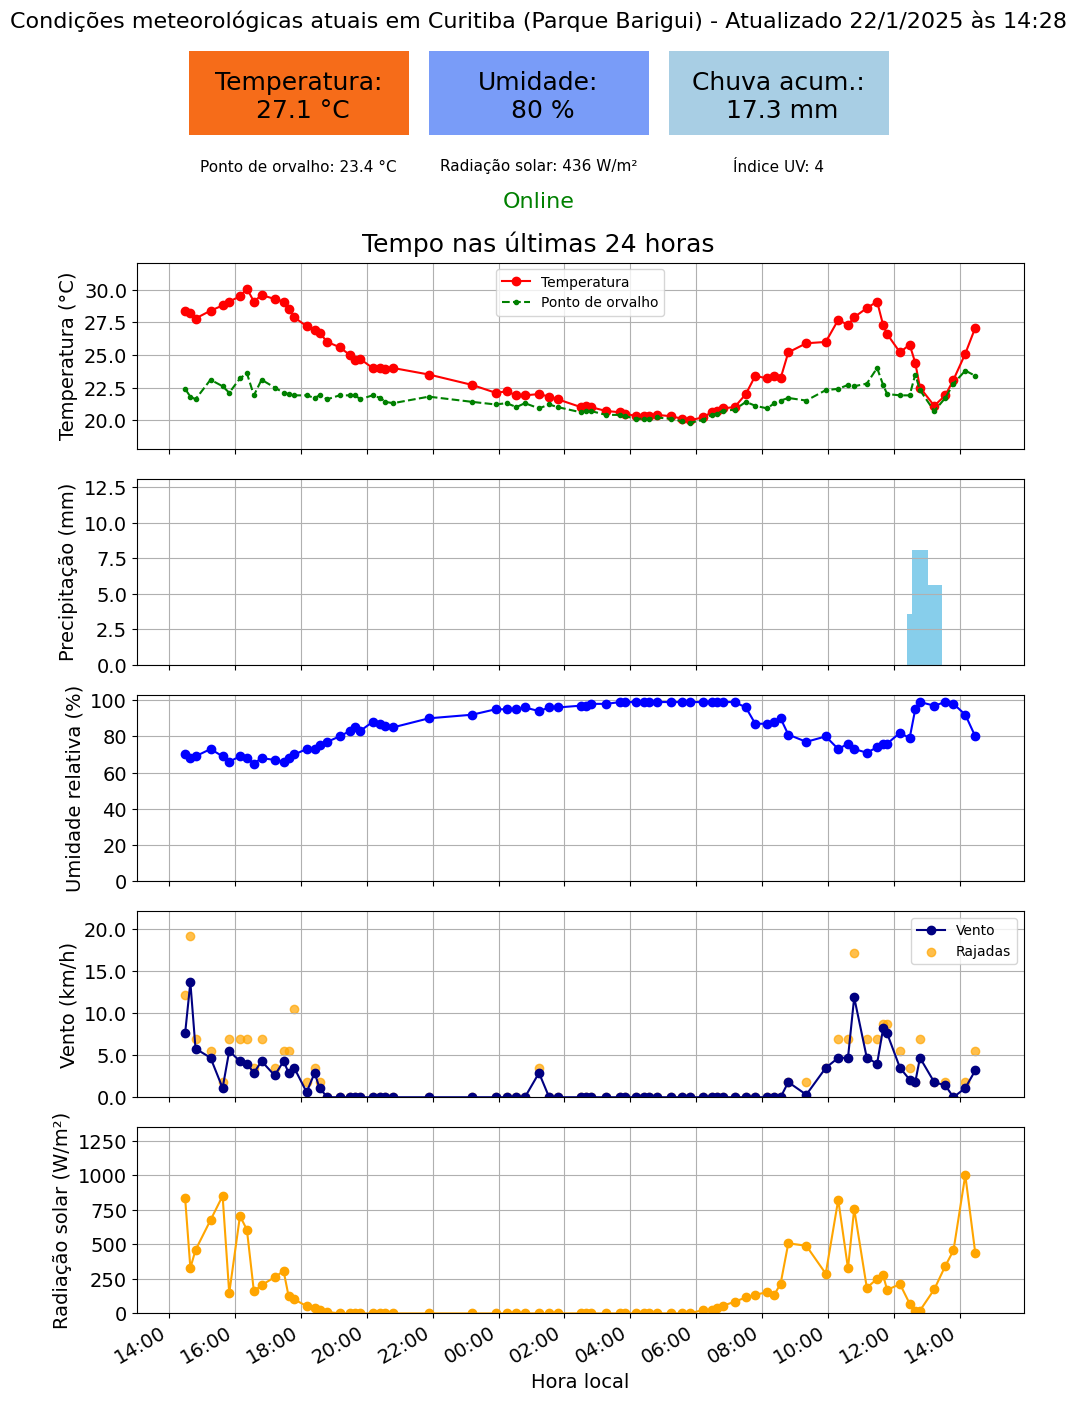 Condições meteorológicas atuais em Curitiba (Parque Barigui) - Atualizado 22/1/2025 às 14:28
Temperatura:
27.1 °C
Umidade:
80 %
Chuva acum.:
17.3 mm
Ponto de orvalho: 23.4 °C
Radiação solar: 436 W/m²
Índice UV: 4
Online
Tempo nas últimas 24 horas
Temperatura (°C)
30.0
27.5
25.0
22.5
20.0
Temperatura
Ponto de orvalho
Precipitação (mm)
12.5
10.0
7.5
5.0
2.5
0.0
Umidade relativa (%)
100
80
60
40
20
0
Vento (km/h)
20.0
15.0
10.0
5.0
0.0
Vento
Rajadas
Radiação solar (W/m²)
1250
1000
750
500
250
0
14:00
16:00
18:00
20:00
22:00
00:00
02:00
04:00
06:00
08:00
10:00
12:00
14:00
Hora local